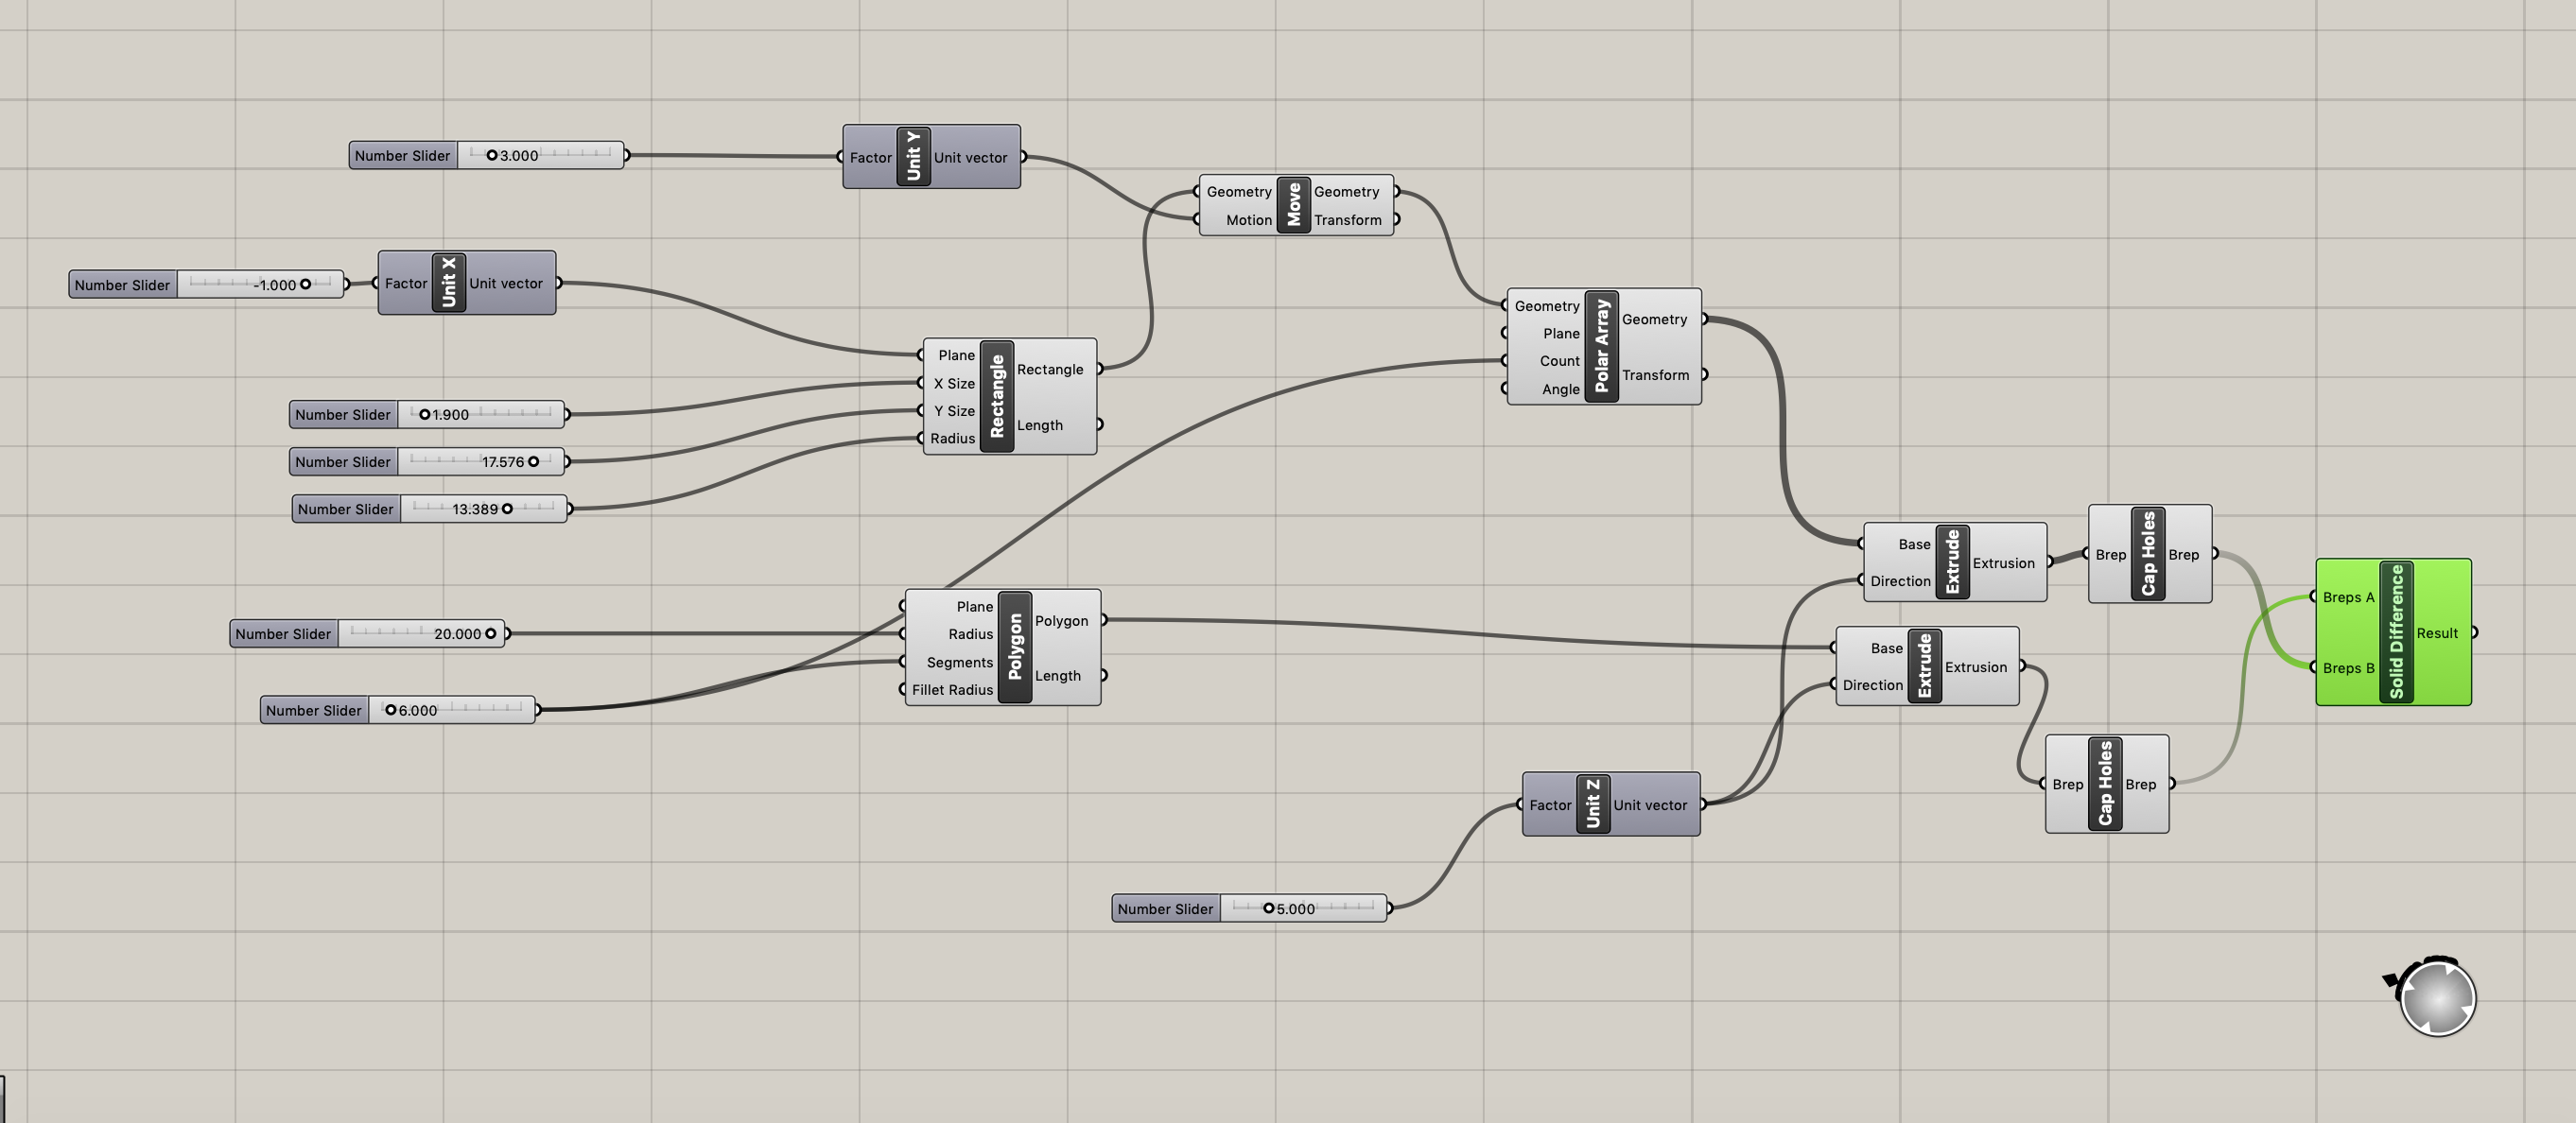 Number Slider 3.000
Factor Unit Y Unit vector
Geometry Move Geometry
Motion Transform
Number Slider -1.000
Factor Unit X Unit vector
Plane Rectangle Rectangle
X Size
Y Size Length
Radius
Number Slider 1.900
Number Slider 17.576
Number Slider 13.389
Geometry Polar Array Geometry
Plane
Count Transform
Angle
Number Slider 20.000
Number Slider 6.000
Plane Polygon Polygon
Radius
Segments Length
Fillet Radius
Base Extrude Extrusion
Direction
Brep Cap Holes Brep
Base Extrude Extrusion
Direction
Brep Cap Holes Brep
Breps A Solid Difference Result
Breps B
Factor Unit Z Unit vector
Number Slider 5.000